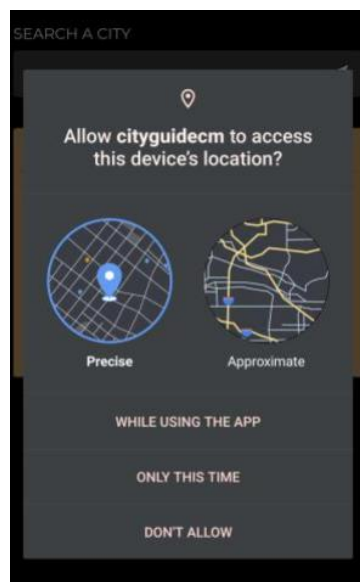 SEARCH A CITY
Allow cityguidecm to access
this device's location?
Precise
Approximate
WHILE USING THE APP
ONLY THIS TIME
DON'T ALLOW